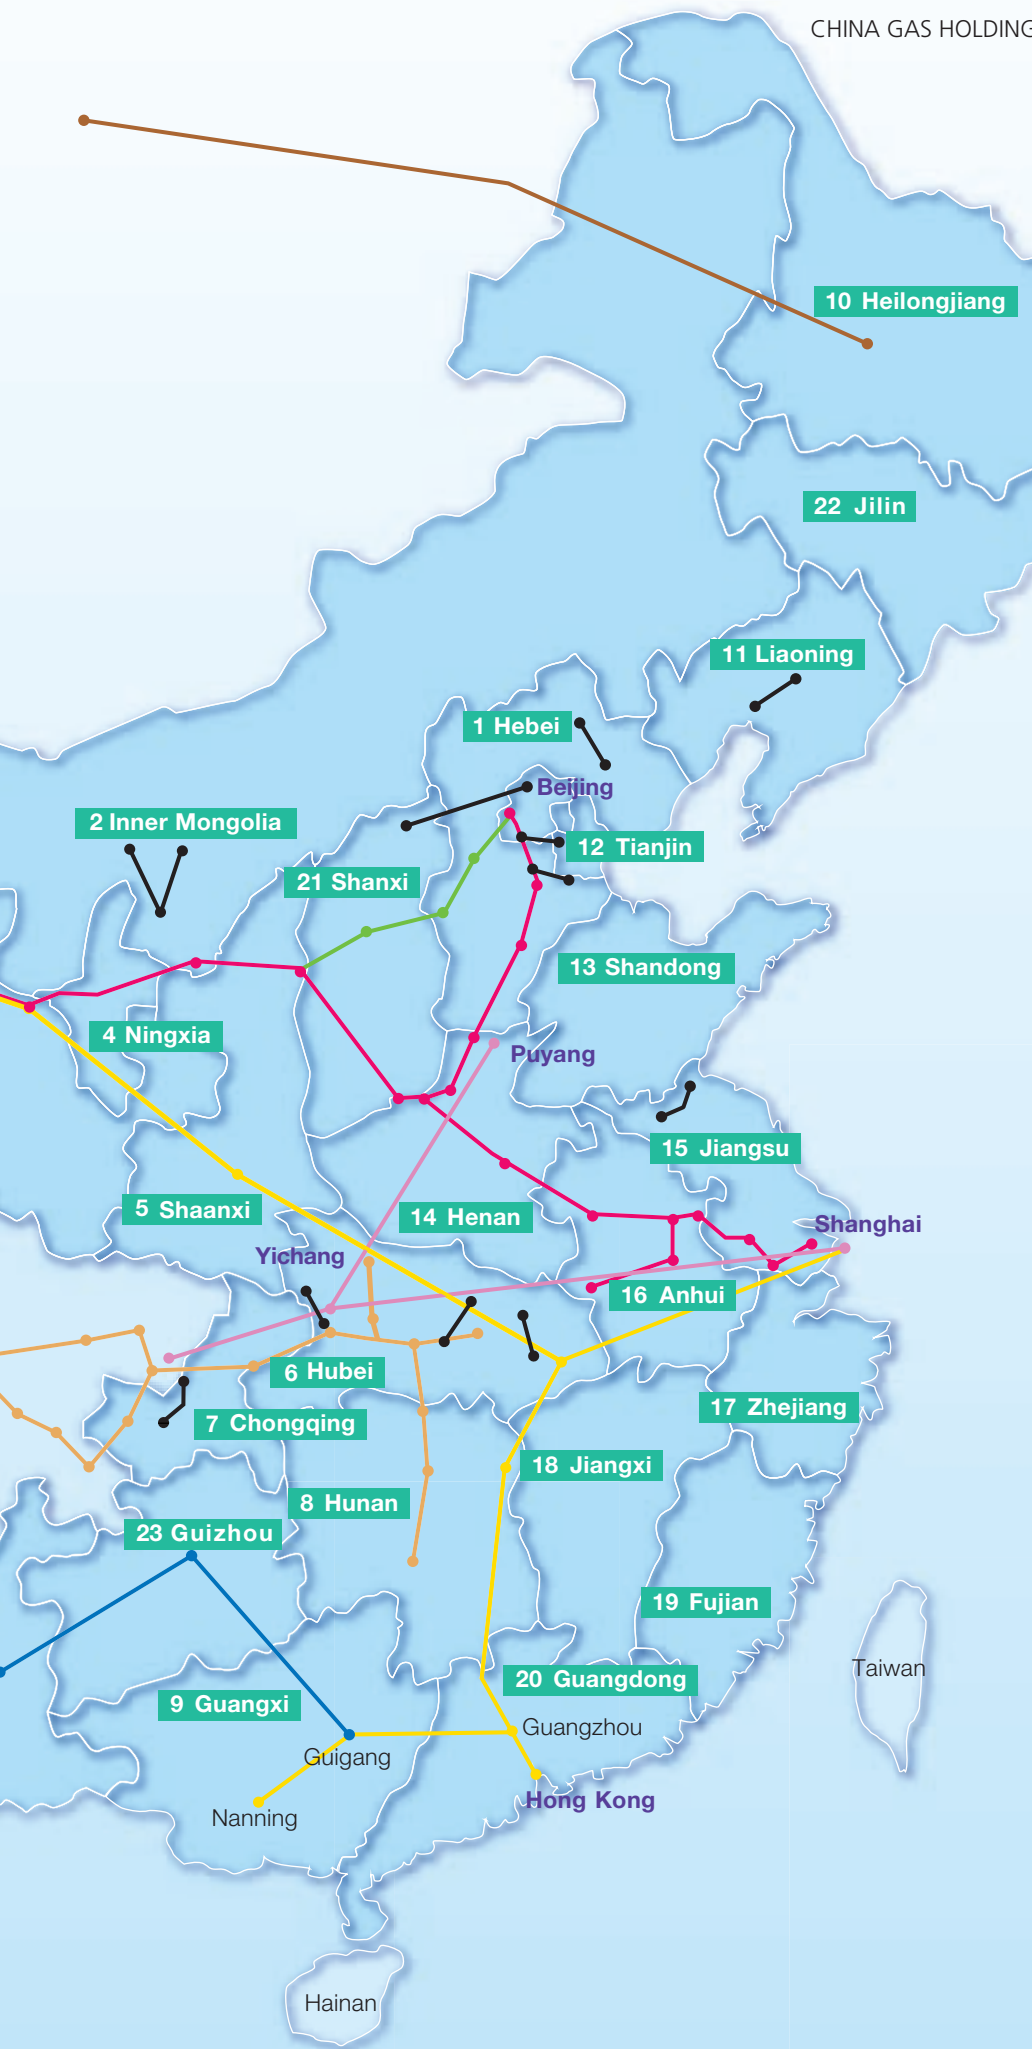 CHINA GAS HOLDING
10 Heilongjiang
22 Jilin
11 Liaoning
1 Hebei
Beijing
2 Inner Mongolia
12 Tianjin
21 Shanxi
13 Shandong
4 Ningxia
Puyang
15 Jiangsu
5 Shaanxi
14 Henan
Shanghai
Yichang
16 Anhui
6 Hubei
17 Zhejiang
7 Chongqing
18 Jiangxi
8 Hunan
23 Guizhou
19 Fujian
Taiwan
20 Guangdong
9 Guangxi
Guangzhou
Guigang
Hong Kong
Nanning
Hainan